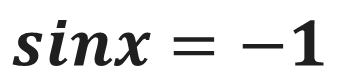 sinx = −1